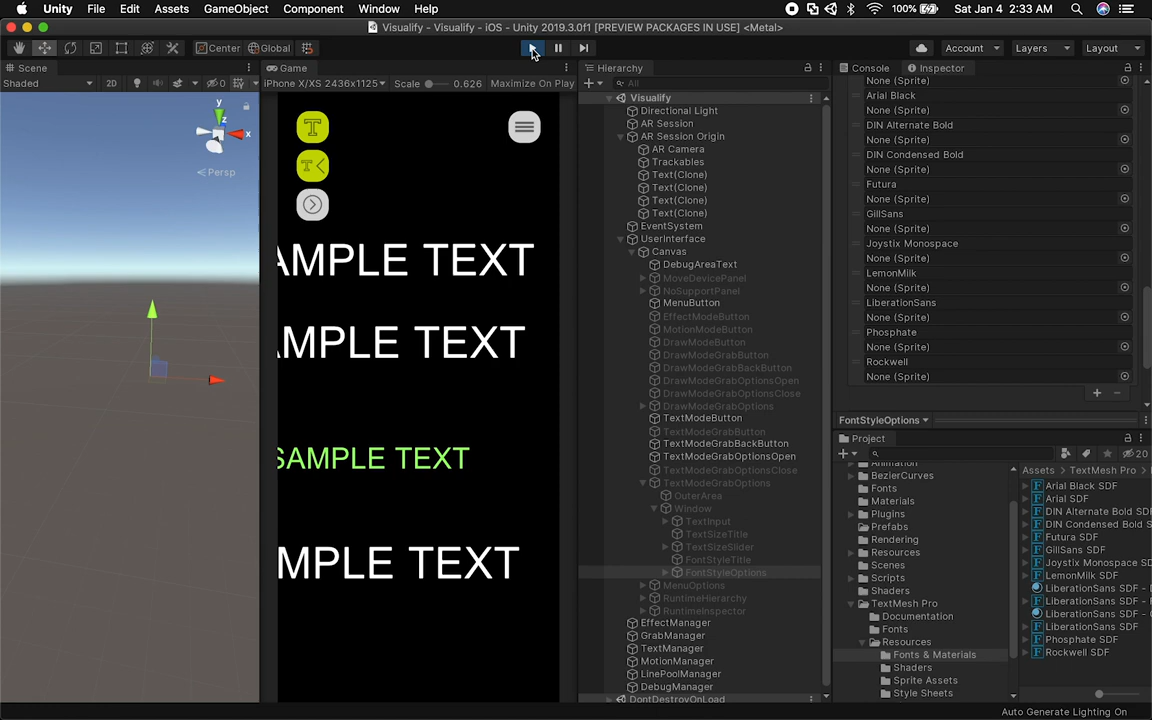 Unity File Edit Assets GameObject Component Window Help 100% Sat Jan 4 2:33 AM
Visualify - Visualify - iOS - Unity 2019.3.0f1 [PREVIEW PACKAGES IN USE] <Metal>
Center Global Account Layers Layout
Scene
Shaded 2D 0
y
z
x
Persp
Game
iPhone X/XS 2436x1125 Scale 0.626 Maximize On Play
T
T<
AMPLE TEXT
AMPLE TEXT
SAMPLE TEXT
MPLE TEXT
Hierarchy
All
Visualify
Directional Light
AR Session
AR Session Origin
AR Camera
Trackables
Text(Clone)
Text(Clone)
Text(Clone)
Text(Clone)
EventSystem
UserInterface
Canvas
DebugAreaText
MoveDevicePanel
NoSupportPanel
MenuButton
EffectModeButton
MotionModeButton
DrawModeButton
DrawModeGrabButton
DrawModeGrabBackButton
DrawModeGrabOptionsOpen
DrawModeGrabOptionsClose
DrawModeGrabOptions
TextModeButton
TextModeGrabButton
TextModeGrabBackButton
TextModeGrabOptionsOpen
TextModeGrabOptionsClose
TextModeGrabOptions
OuterArea
Window
TextInput
TextSizeTitle
TextSizeSlider
FontStyleTitle
FontStyleOptions
MenuOptions
RuntimeHierarchy
RuntimeInspector
EffectManager
GrabManager
TextManager
MotionManager
LinePoolManager
DebugManager
DontDestroyOnLoad
Console Inspector
None (Sprite)
Arial Black
None (Sprite)
DIN Alternate Bold
None (Sprite)
DIN Condensed Bold
None (Sprite)
Futura
None (Sprite)
GillSans
None (Sprite)
Joystix Monospace
None (Sprite)
LemonMilk
None (Sprite)
LiberationSans
None (Sprite)
Phosphate
None (Sprite)
Rockwell
None (Sprite)
FontStyleOptions
Project
20
Animation
BezierCurves
Fonts
Materials
Plugins
Prefabs
Rendering
Resources
Scenes
Scripts
Shaders
TextMesh Pro
Documentation
Fonts
Resources
Fonts & Materials
Shaders
Sprite Assets
Style Sheets
Assets > TextMesh Pro >
Arial Black SDF
Arial SDF
DIN Alternate Bold SDF
DIN Condensed Bold S
Futura SDF
GillSans SDF
Joystix Monospace SD
LemonMilk SDF
LiberationSans SDF -
LiberationSans SDF -
LiberationSans SDF -
LiberationSans SDF
Phosphate SDF
Rockwell SDF
Auto Generate Lighting On